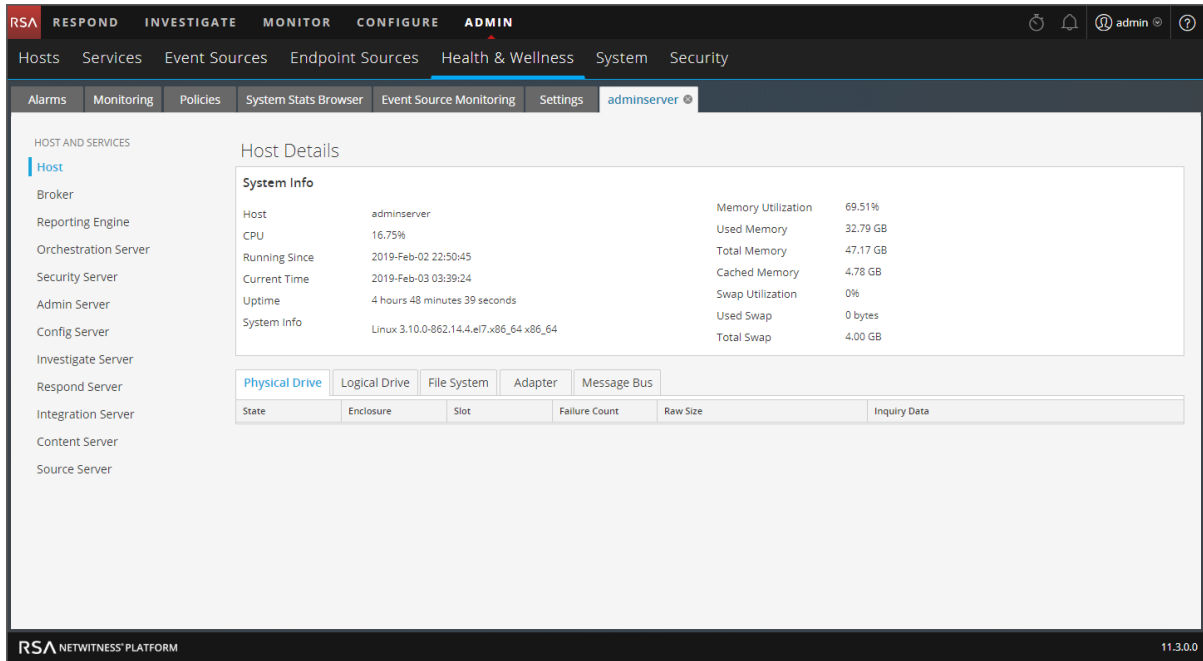 RSA RESPOND INVESTIGATE MONITOR CONFIGURE ADMIN admin
Hosts Services Event Sources Endpoint Sources Health & Wellness System Security
Alarms Monitoring Policies System Stats Browser Event Source Monitoring Settings adminserver
HOST AND SERVICES
Host
Broker
Reporting Engine
Orchestration Server
Security Server
Admin Server
Config Server
Investigate Server
Respond Server
Integration Server
Content Server
Source Server
Host Details
System Info
Host adminserver
CPU 16.75%
Running Since 2019-Feb-02 22:50:45
Current Time 2019-Feb-03 03:39:24
Uptime 4 hours 48 minutes 39 seconds
System Info Linux 3.10.0-862.14.4.el7.x86_64 x86_64
Memory Utilization 69.51%
Used Memory 32.79 GB
Total Memory 47.17 GB
Cached Memory 4.78 GB
Swap Utilization 0%
Used Swap 0 bytes
Total Swap 4.00 GB
Physical Drive Logical Drive File System Adapter Message Bus
State Enclosure Slot Failure Count Raw Size Inquiry Data
RSA NETWITNESS® PLATFORM 11.3.0.0